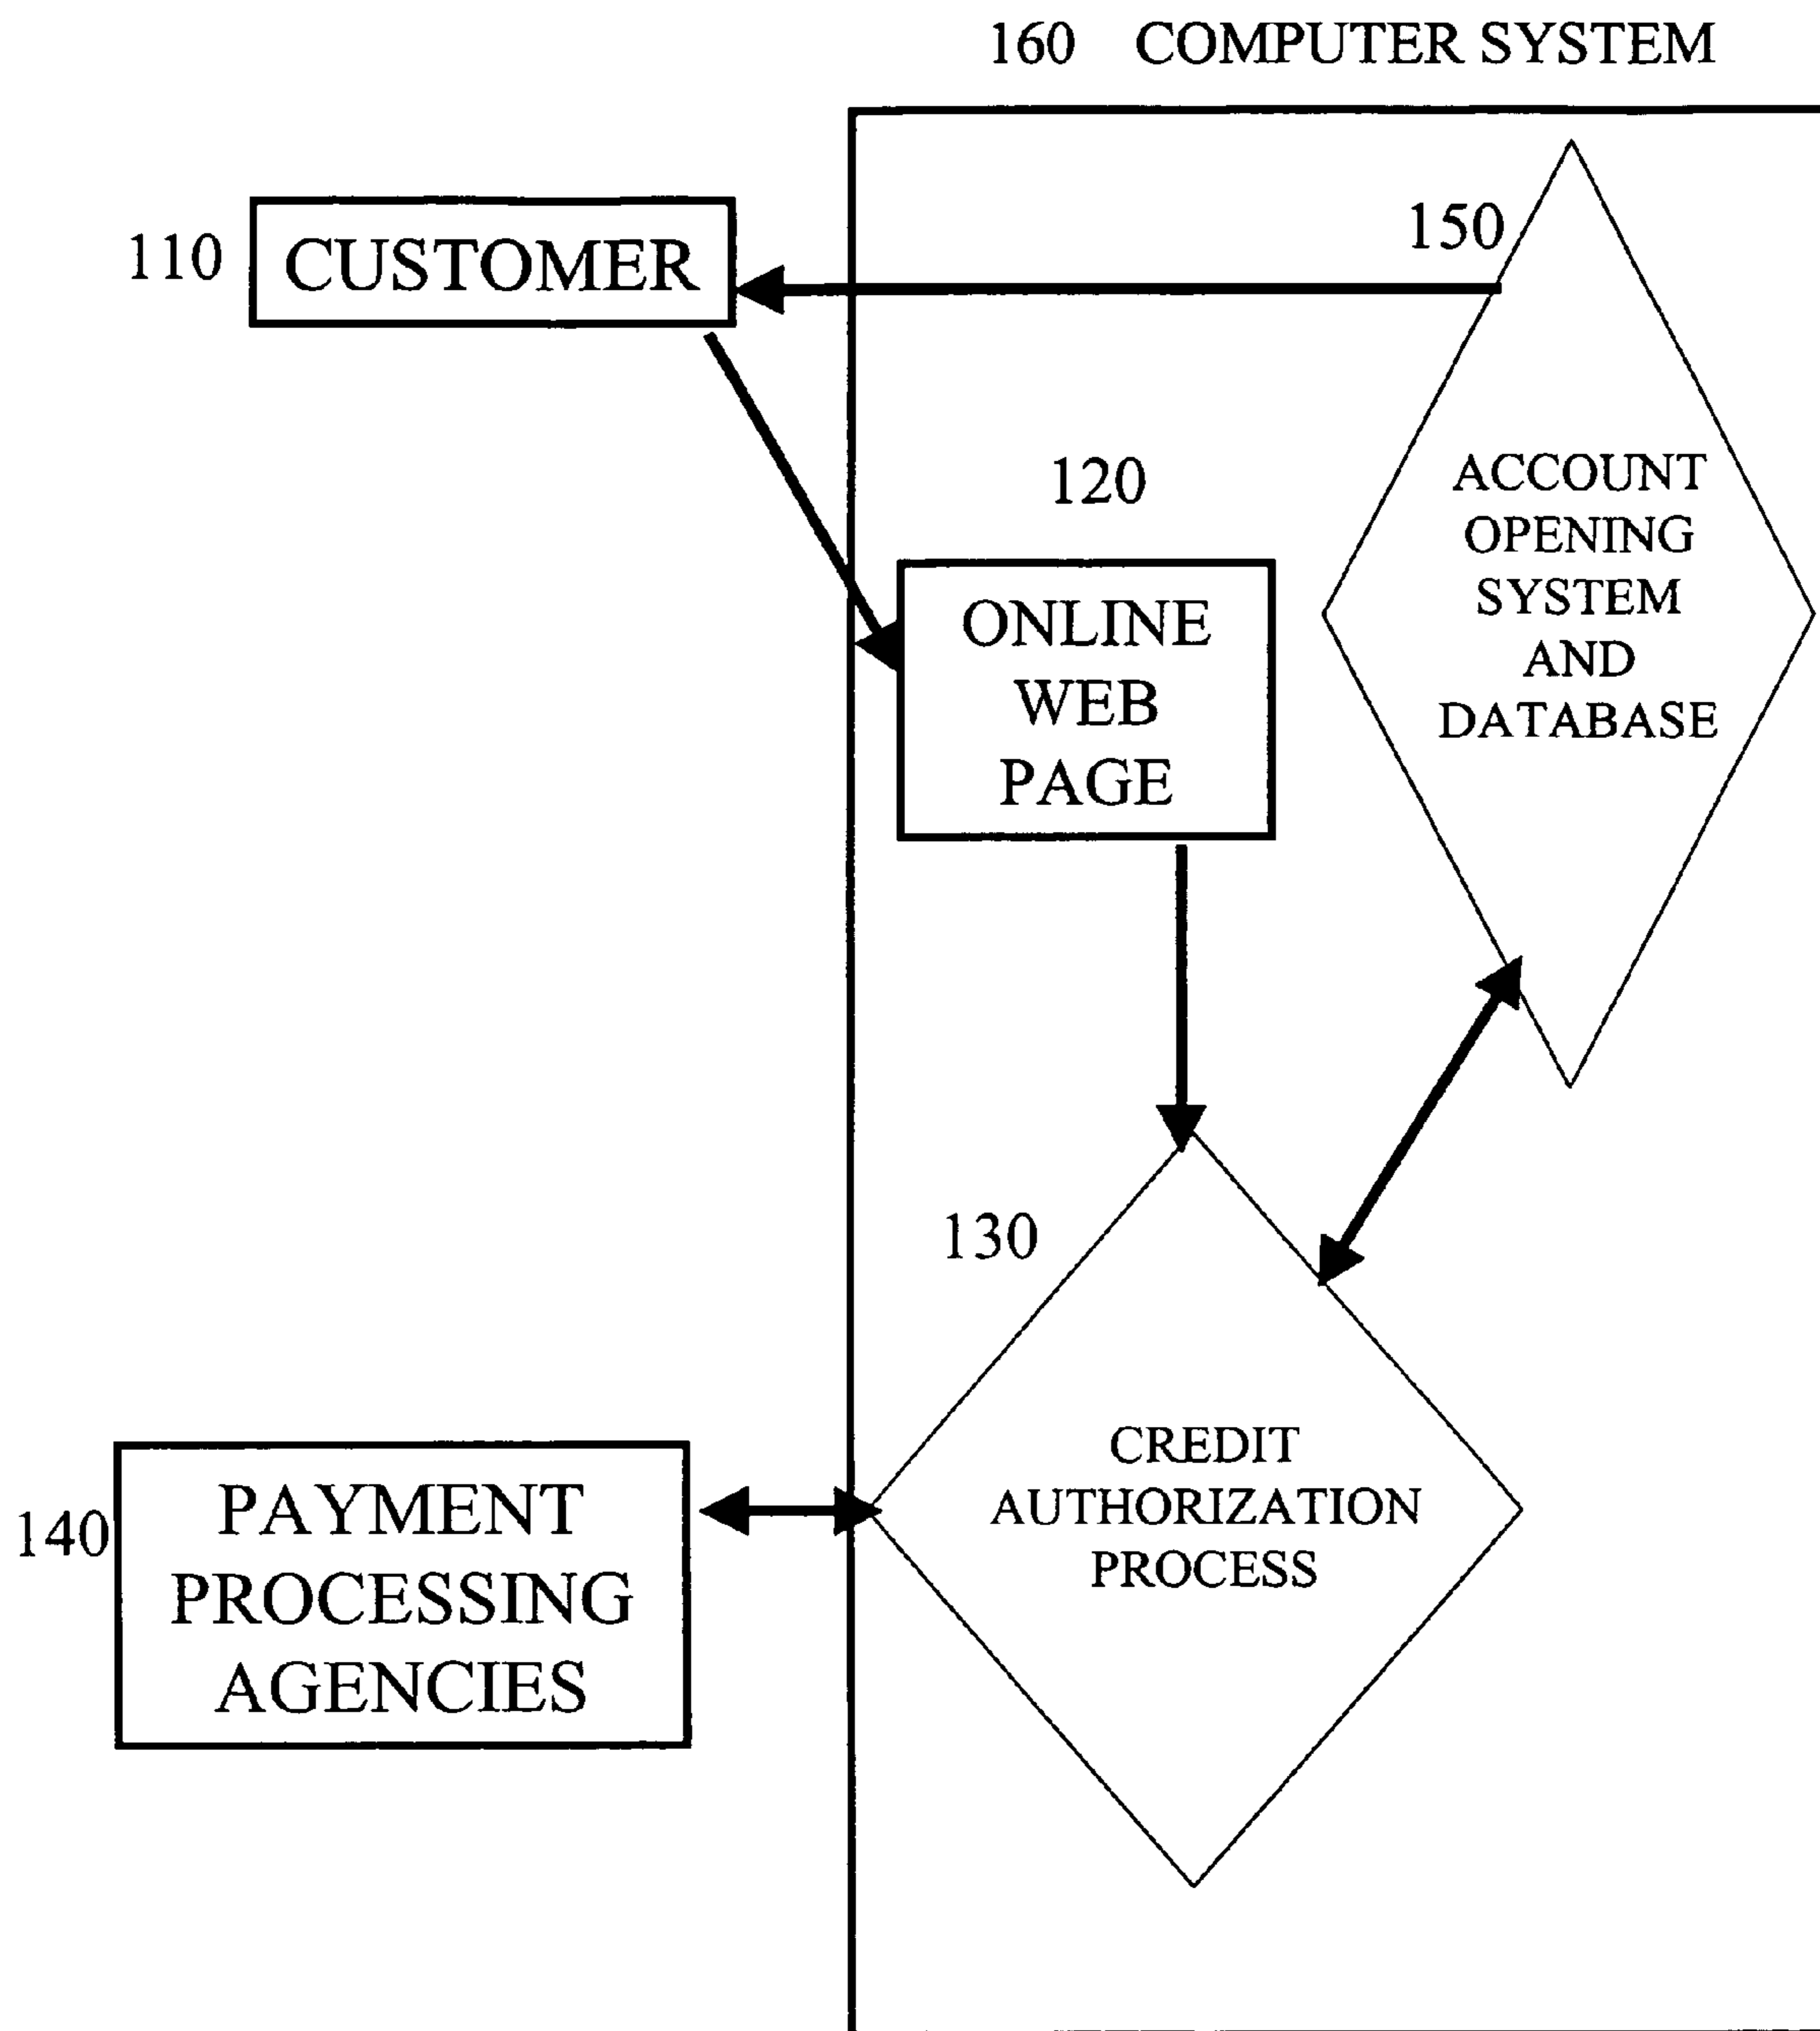 160 COMPUTER SYSTEM
110
CUSTOMER
150
120
ONLINE
WEB
PAGE
ACCOUNT
OPENING
SYSTEM
AND
DATABASE
130
CREDIT
AUTHORIZATION
PROCESS
140
PAYMENT
PROCESSING
AGENCIES